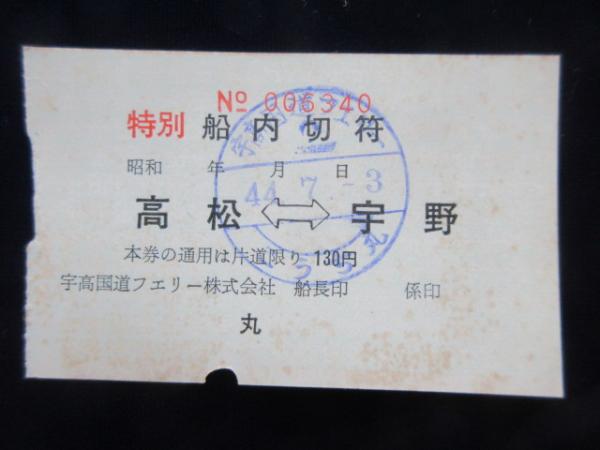 № 006340
特別 船内切符
昭和 年 月 日
高松 ⇔ 宇野
本券の通用は片道限り 130円
宇高国道フェリー株式会社 船長印 係印
丸
44. 7. -3